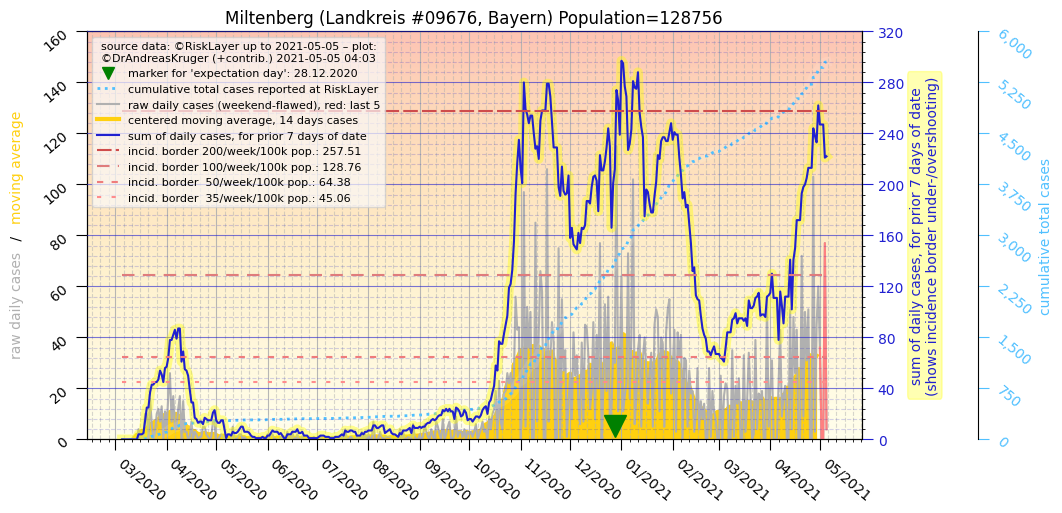 Miltenberg (Landkreis #09676, Bayern) Population=128756
source data: ©RiskLayer up to 2021-05-05 – plot:
©DrAndreasKruger (+contrib.) 2021-05-05 04:03
marker for 'expectation day': 28.12.2020
cumulative total cases reported at RiskLayer
raw daily cases (weekend-flawed), red: last 5
centered moving average, 14 days cases
sum of daily cases, for prior 7 days of date
incid. border 200/week/100k pop.: 257.51
incid. border 100/week/100k pop.: 128.76
incid. border  50/week/100k pop.: 64.38
incid. border  35/week/100k pop.: 45.06
raw daily cases / moving average
160
140
120
100
80
60
40
20
0
320
280
240
200
160
120
80
40
0
sum of daily cases, for prior 7 days of date
(shows incidence border under-/overshooting)
6,000
5,250
4,500
3,750
3,000
2,250
1,500
750
0
cumulative total cases
03/2020
04/2020
05/2020
06/2020
07/2020
08/2020
09/2020
10/2020
11/2020
12/2020
01/2021
02/2021
03/2021
04/2021
05/2021